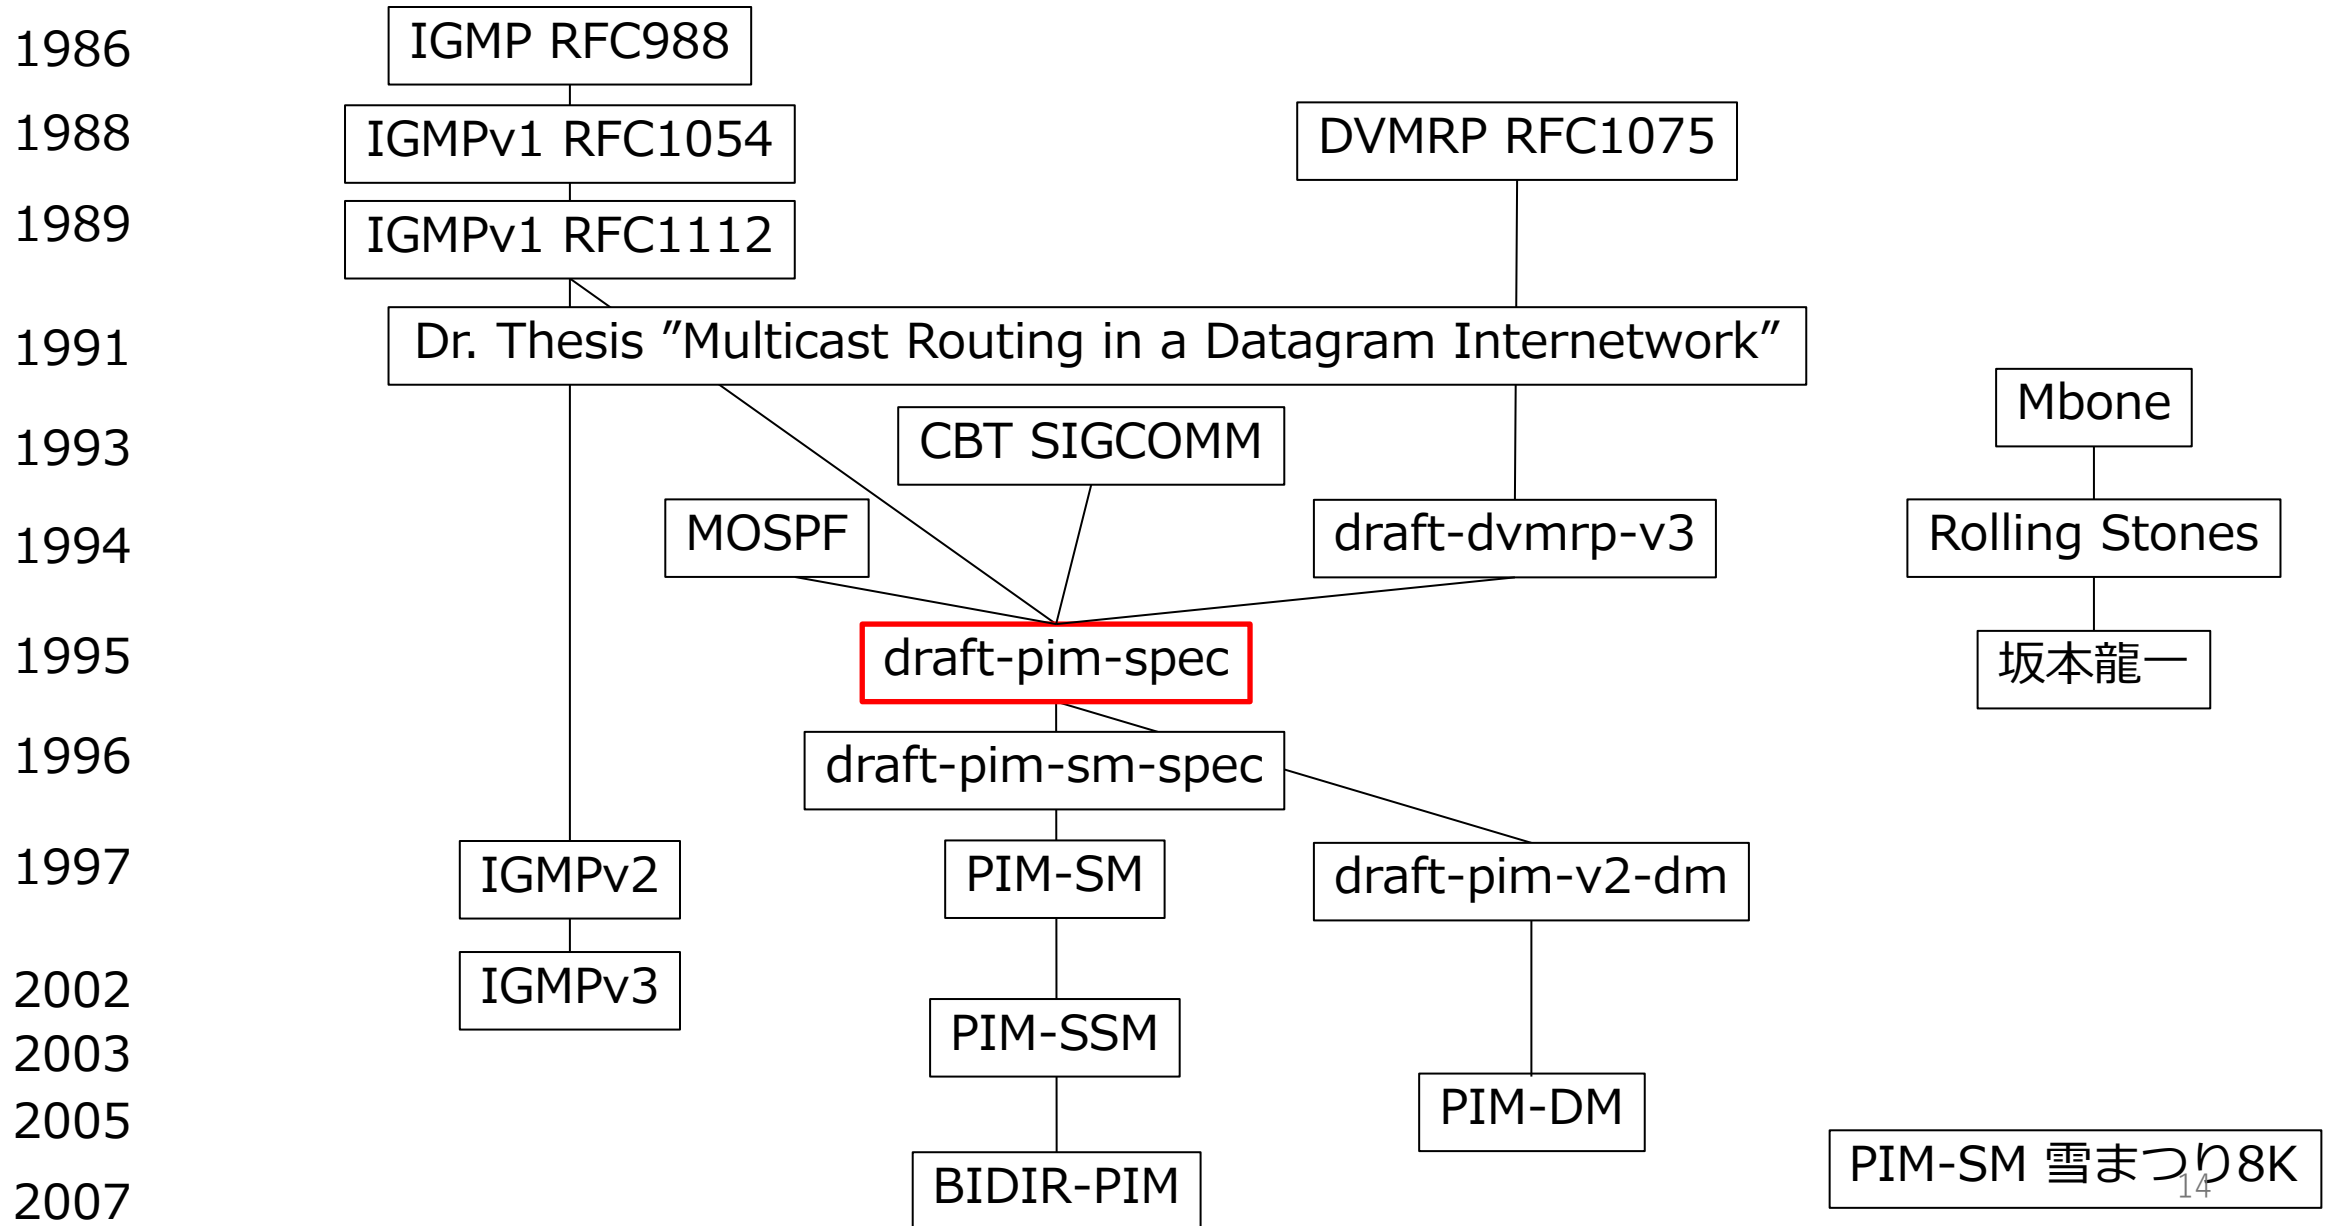 1986
IGMP RFC988
1988
IGMPv1 RFC1054
DVMRP RFC1075
1989
IGMPv1 RFC1112
1991
Dr. Thesis ″Multicast Routing in a Datagram Internetwork″
Mbone
1993
CBT SIGCOMM
1994
MOSPF
draft-dvmrp-v3
Rolling Stones
1995
draft-pim-spec
坂本龍一
1996
draft-pim-sm-spec
1997
IGMPv2
PIM-SM
draft-pim-v2-dm
2002
IGMPv3
2003
PIM-SSM
2005
PIM-DM
2007
BIDIR-PIM
PIM-SM 雪まつり8K
14